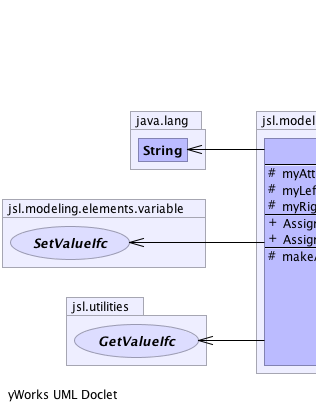 java.lang
String
jsl.modeling.elements.variable
SetValueIfc
jsl.utilities
GetValueIfc
jsl.model
#
myAtt
#
myLef
#
myRig
+
Assign
+
Assign
#
makeA
yWorks UML Doclet